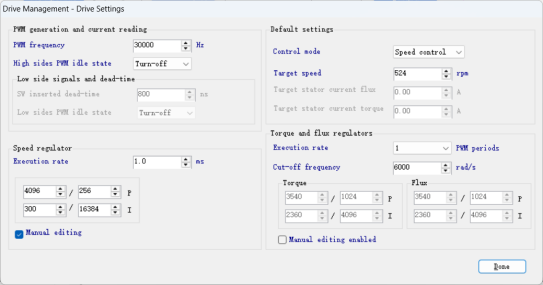 Drive Management - Drive Settings
PWM generation and current reading
PWM frequency 30000 Hz
High sides PWM idle state Turn-off
Low side signals and dead-time
SW inserted dead-time 800 ns
Low sides PWM idle state Turn-off
Speed regulator
Execution rate 1.0 ms
4096 / 256 P
300 / 16384 I
Manual editing
Default settings
Control mode Speed control
Target speed 524 rpm
Target stator current flux 0.00 A
Target stator current torque 0.00 A
Torque and flux regulators
Execution rate 1 PWM periods
Cut-off frequency 6000 rad/s
Torque Flux
3540 / 1024 P 3540 / 1024 P
2360 / 4096 I 2360 / 4096 I
Manual editing enabled
Done